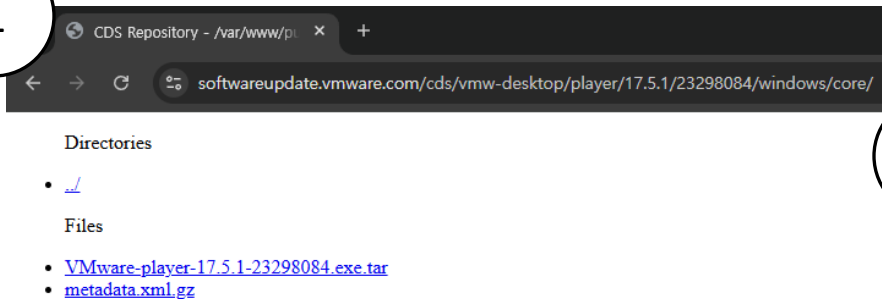 CDS Repository - /var/www/pu
softwareupdate.vmware.com/cds/vmw-desktop/player/17.5.1/23298084/windows/core/
Directories
../
Files
VMware-player-17.5.1-23298084.exe.tar
metadata.xml.gz